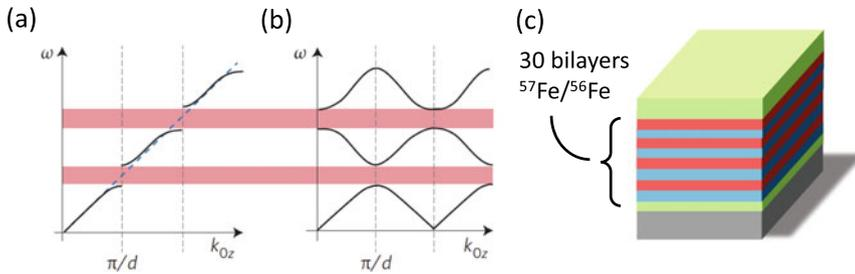 (a)
ω
k₀z
π/d
(b)
ω
k₀z
π/d
(c)
30 bilayers
⁵⁷Fe/⁵⁶Fe